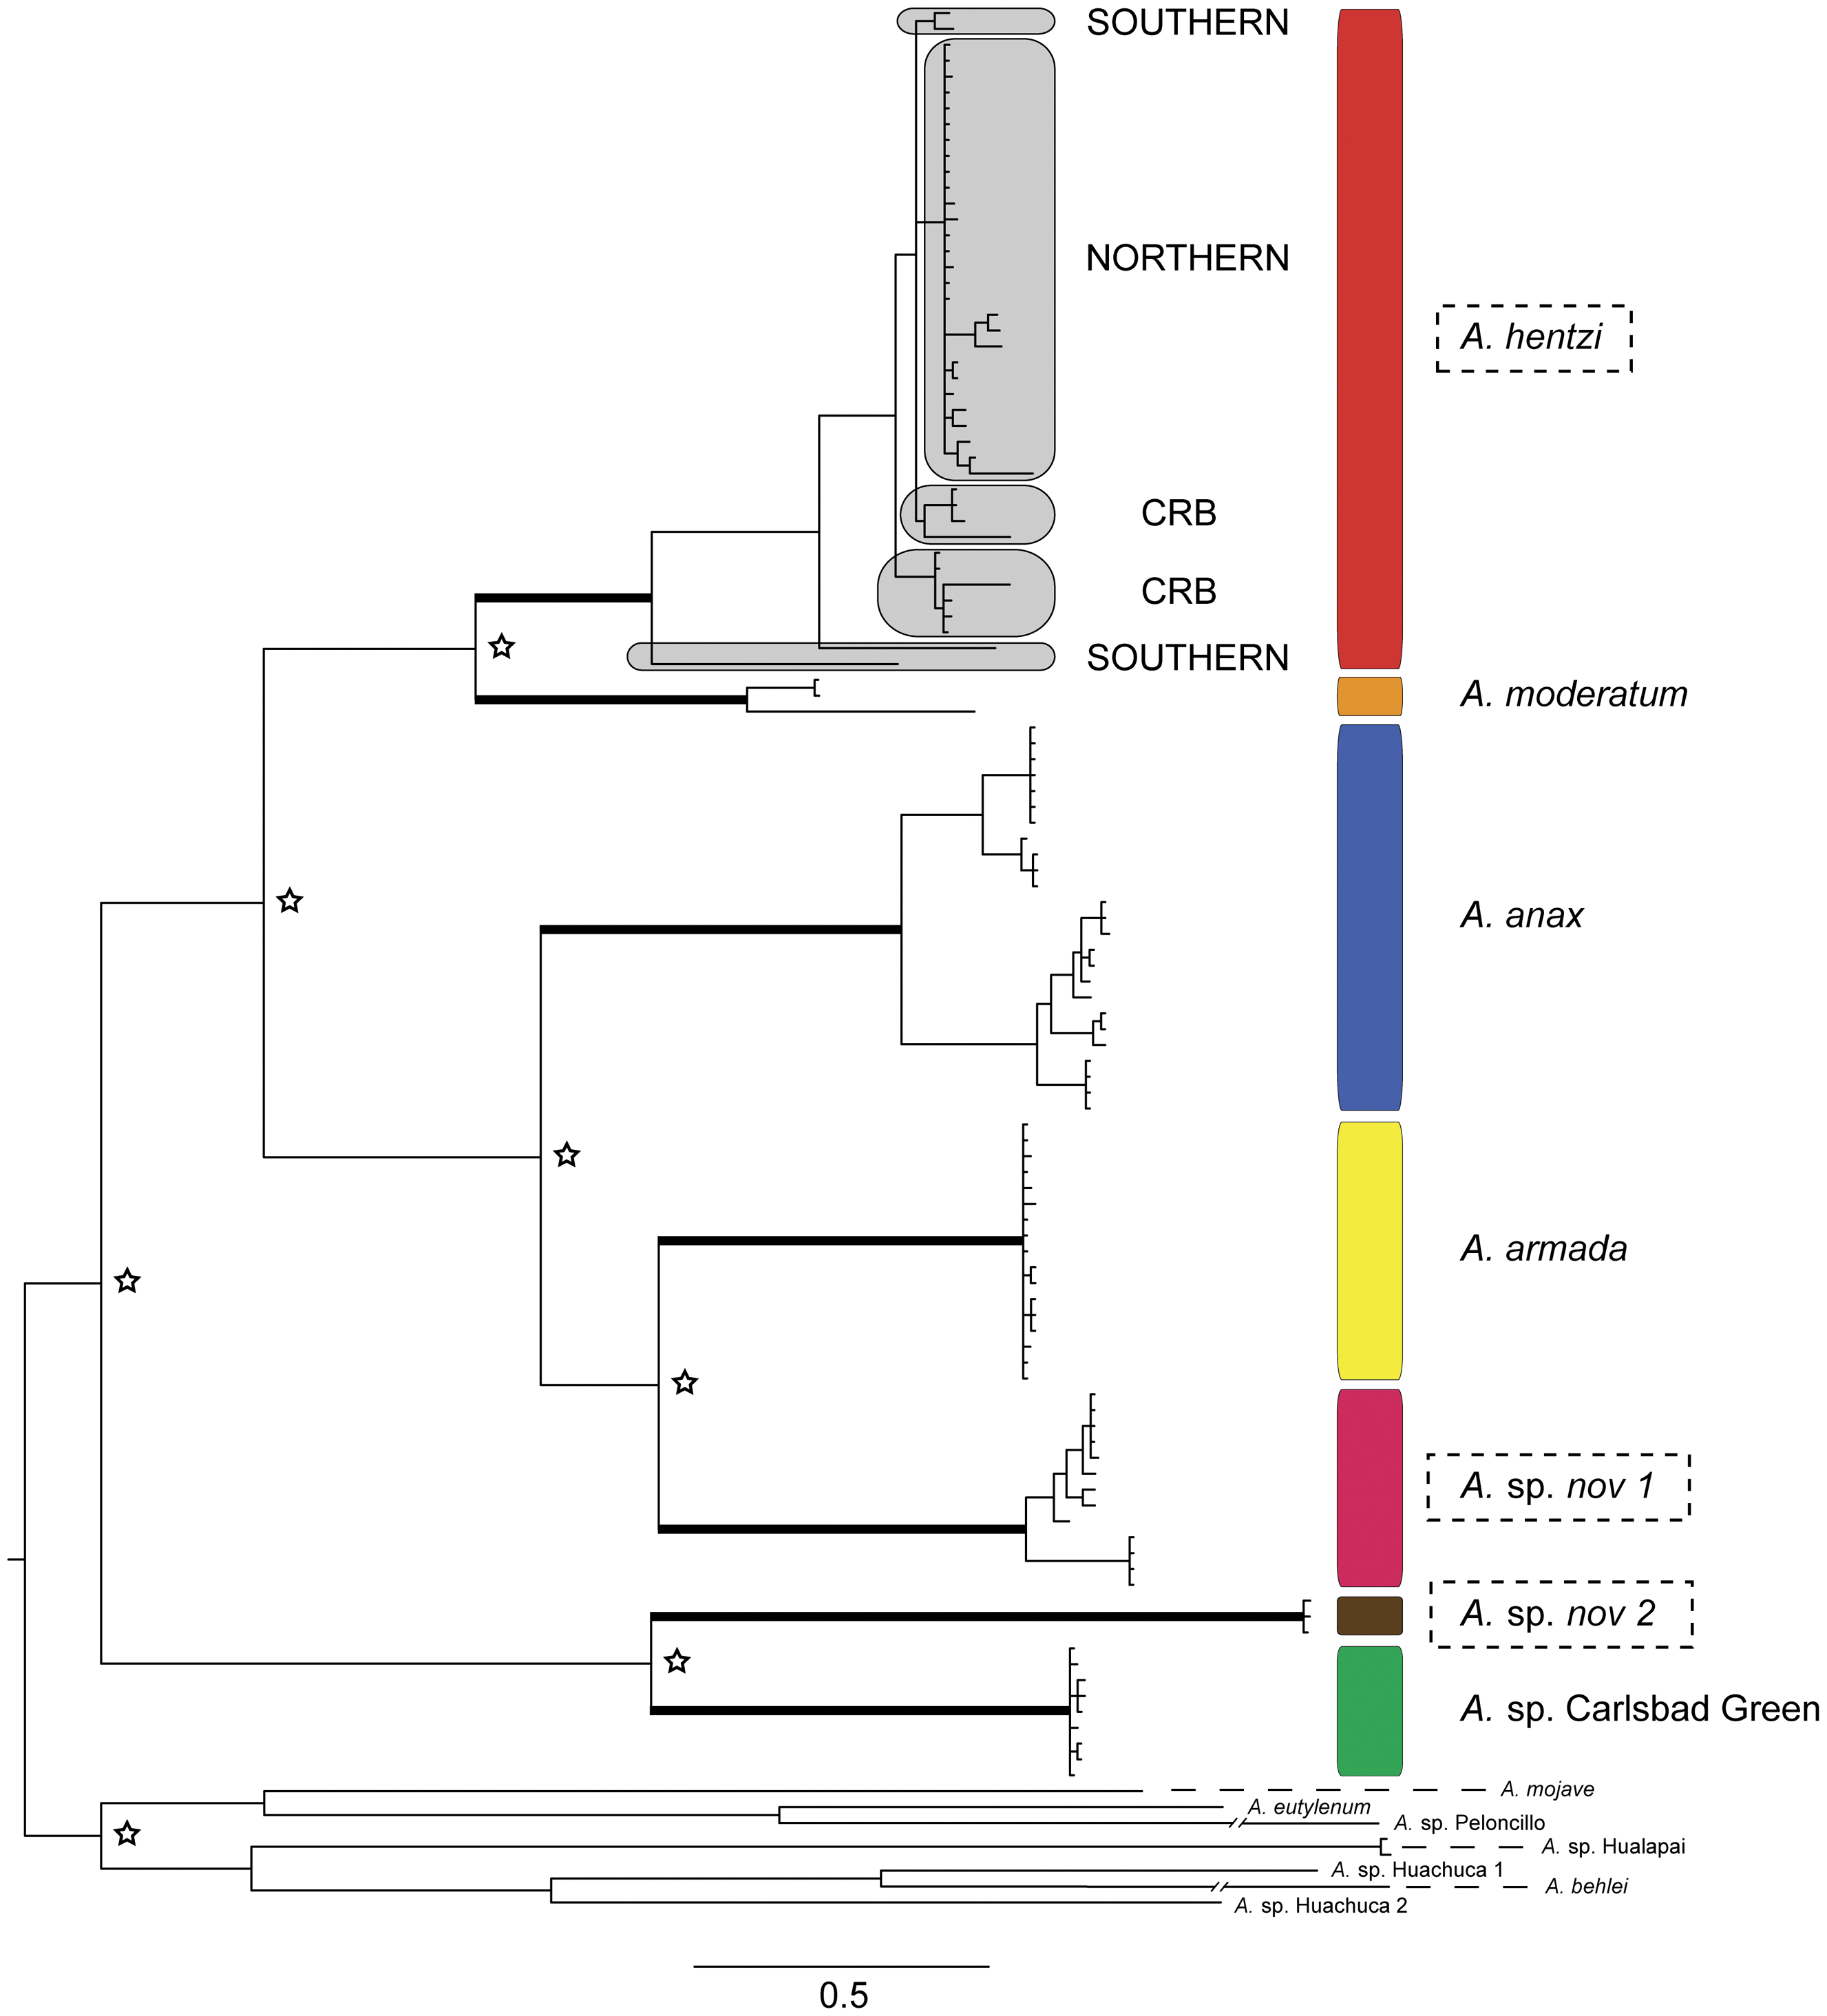 SOUTHERN
NORTHERN
A. hentzi
CRB
CRB
SOUTHERN
A. moderatum
A. anax
A. armada
A. sp. nov 1
A. sp. nov 2
A. sp. Carlsbad Green
A. mojave
A. eutylenum
A. sp. Peloncillo
A. sp. Hualapai
A. sp. Huachuca 1
A. behlei
A. sp. Huachuca 2
0.5